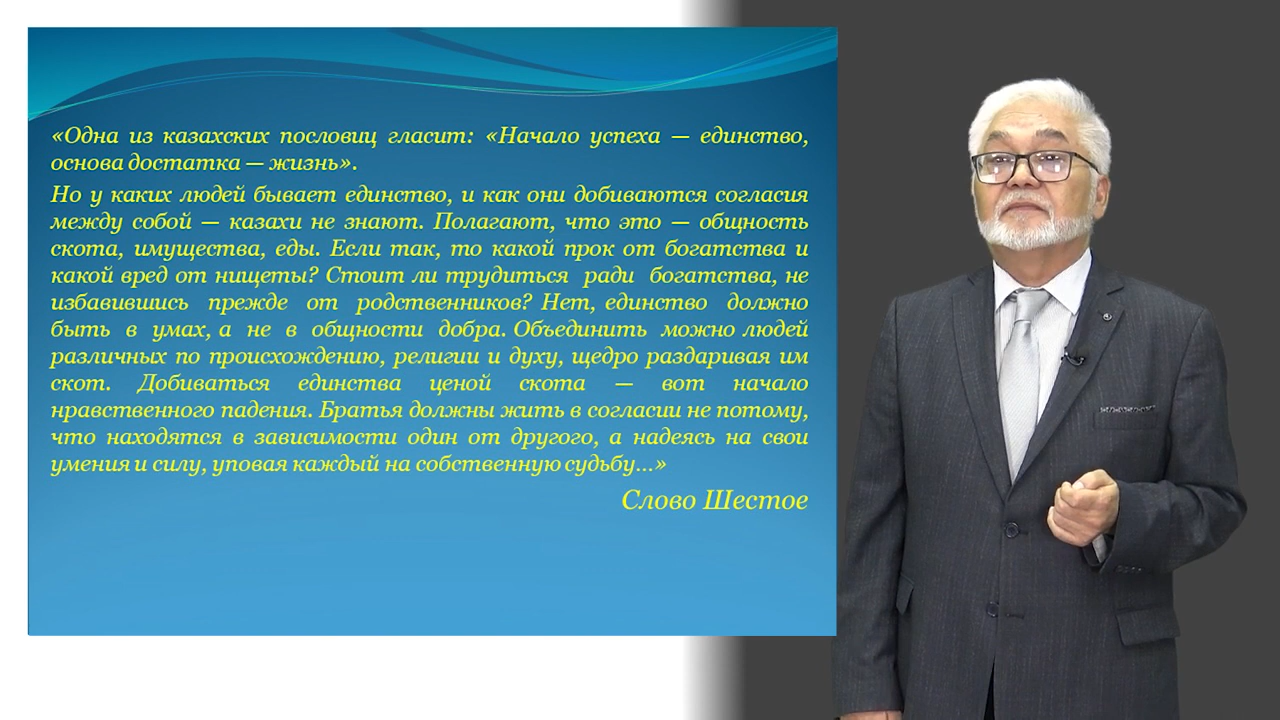 «Одна из казахских пословиц гласит: «Начало успеха — единство,
основа достатка — жизнь».
Но у каких людей бывает единство, и как они добиваются согласия
между собой — казахи не знают. Полагают, что это — общность
скота, имущества, еды. Если так, то какой прок от богатства и
какой вред от нищеты? Стоит ли трудиться ради богатства, не
избавившись прежде от родственников? Нет, единство должно
быть в умах, а не в общности добра. Объединить можно людей
различных по происхождению, религии и духу, щедро раздаривая им
скот. Добиваться единства ценой скота — вот начало
нравственного падения. Братья должны жить в согласии не потому,
что находятся в зависимости один от другого, а надеясь на свои
умения и силу, уповая каждый на собственную судьбу...»
Слово Шестое